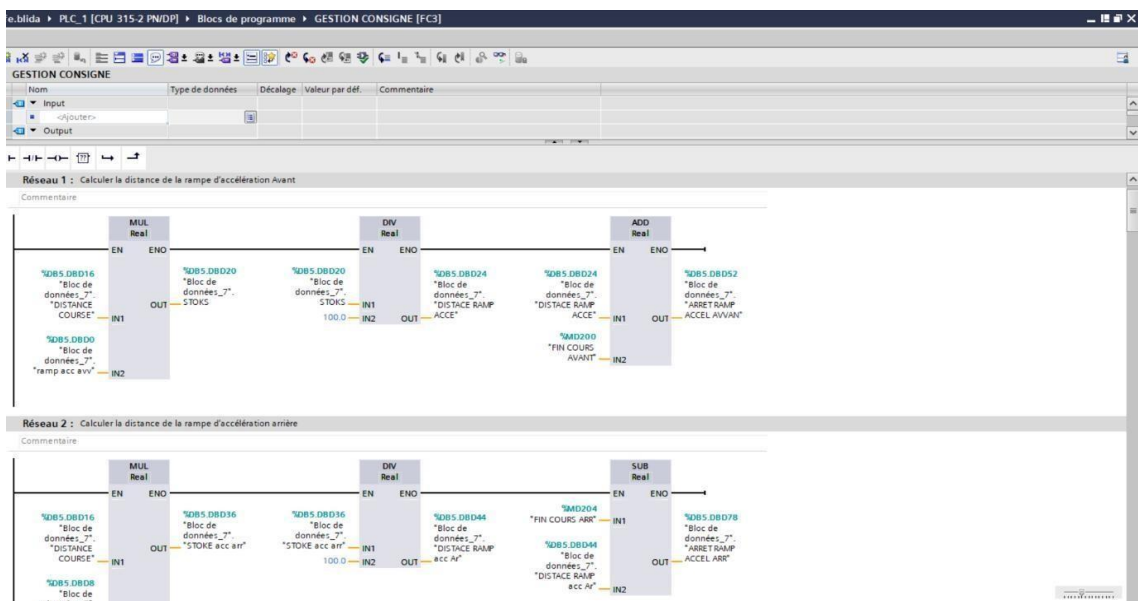 e.blida ▸ PLC_1 [CPU 315-2 PN/DP] ▸ Blocs de programme ▸ GESTION CONSIGNE [FC3]
GESTION CONSIGNE
Nom Type de données Décalage Valeur par déf. Commentaire
Input
<Ajouter>
Output
Réseau 1 : Calculer la distance de la rampe d'accélération Avant
Commentaire
MUL
Real
EN ENO
%DB5.DBD16
"Bloc de
données_7".
"DISTANCE
COURSE"
IN1
%DB5.DBD0
"Bloc de
données_7".
"ramp acc avv"
IN2
OUT
%DB5.DBD20
"Bloc de
données_7".
STOKS
DIV
Real
EN ENO
%DB5.DBD20
"Bloc de
données_7".
STOKS
IN1
100.0
IN2
OUT
%DB5.DBD24
"Bloc de
données_7".
"DISTANCE RAMP
ACCE"
ADD
Real
EN ENO
%DB5.DBD24
"Bloc de
données_7".
"DISTANCE RAMP
ACCE"
IN1
%MD200
"FIN COURS
AVANT"
IN2
OUT
%DB5.DBD52
"Bloc de
données_7".
"ARRET RAMP
ACCEL AVVAN"
Réseau 2 : Calculer la distance de la rampe d'accélération arrière
Commentaire
MUL
Real
EN ENO
%DB5.DBD16
"Bloc de
données_7".
"DISTANCE
COURSE"
IN1
%DB5.DBD8
"Bloc de
OUT
%DB5.DBD36
"Bloc de
données_7".
"STOKE acc arr"
DIV
Real
EN ENO
%DB5.DBD36
"Bloc de
données_7".
"STOKE acc arr"
IN1
100.0
IN2
OUT
%DB5.DBD44
"Bloc de
données_7".
"DISTACE RAMP
acc Ar"
SUB
Real
EN ENO
%MD204
"FIN COURS ARR"
IN1
%DB5.DBD44
"Bloc de
données_7".
"DISTACE RAMP
acc Ar"
IN2
OUT
%DB5.DBD78
"Bloc de
données_7".
"ARRET RAMP
ACCEL ARR"